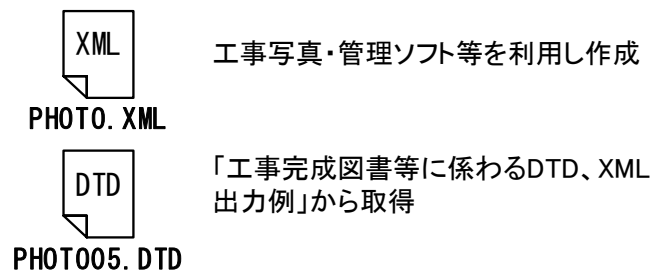 XML
工事写真・管理ソフト等を利用し作成
PHOTO.XML
DTD
「工事完成図書等に係わるDTD、XML
出力例」から取得
PHOTO05.DTD